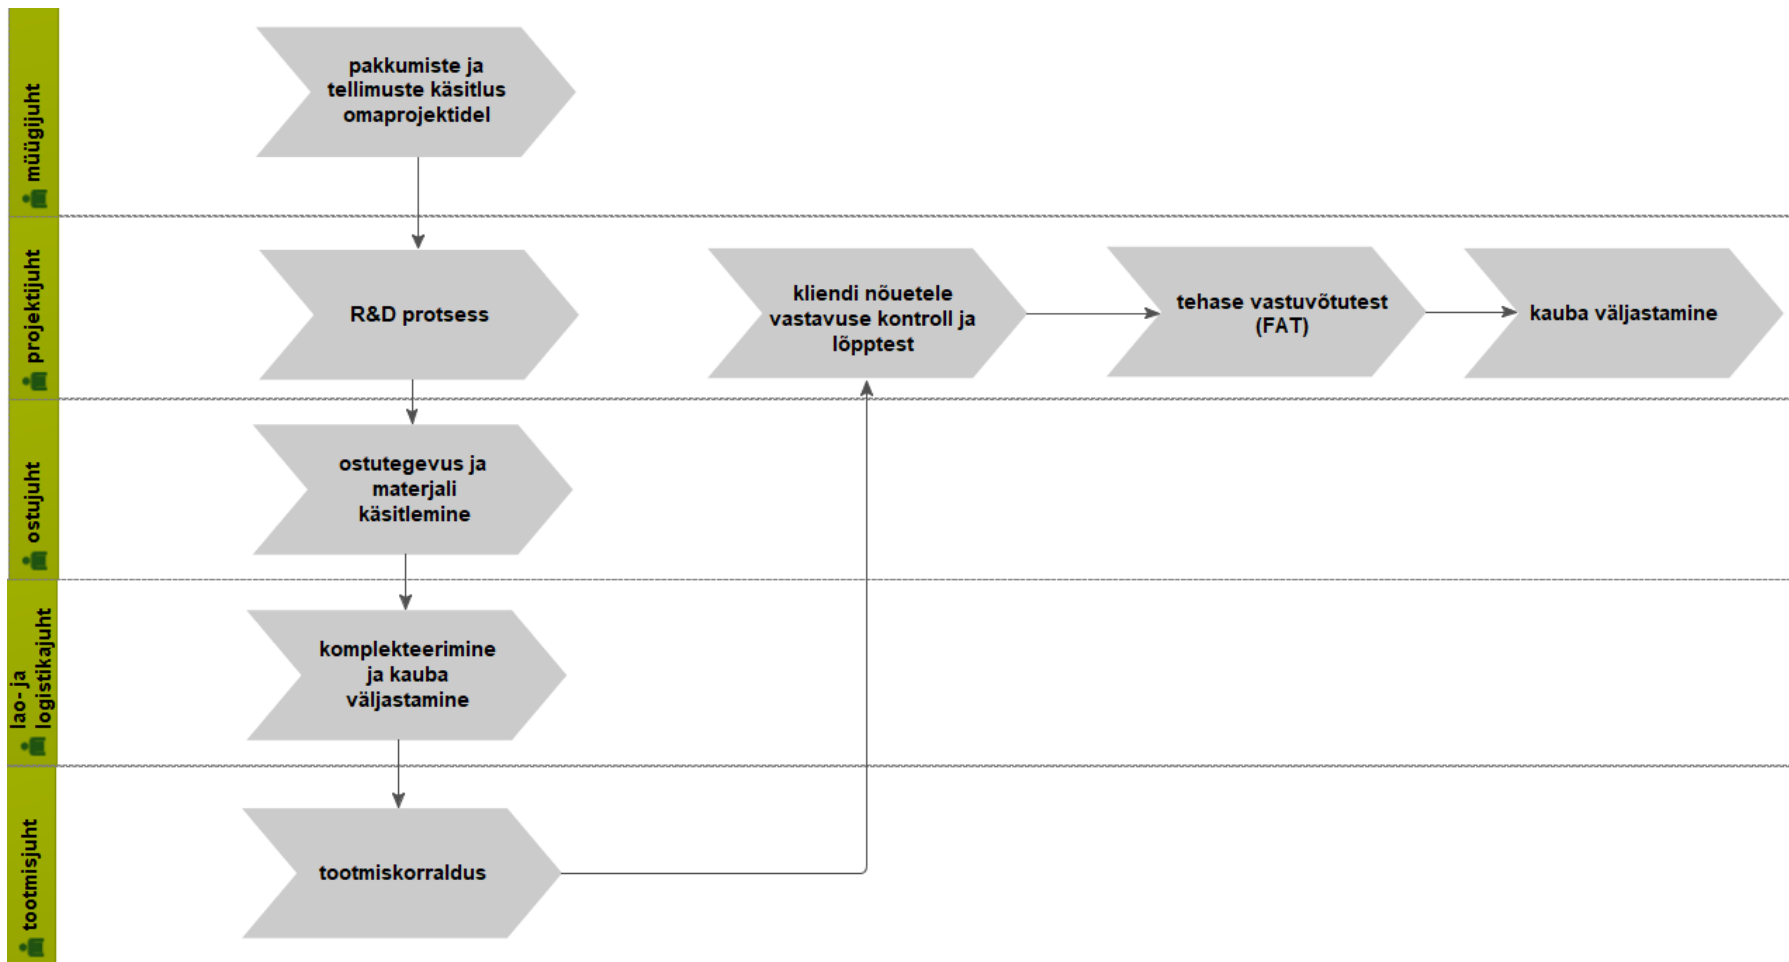 müügijuht
pakkumiste ja
tellimuste käsitlus
omaprojektidel
projektijuht
R&D protsess
kliendi nõuetele
vastavuse kontroll ja
lõpptest
tehase vastuvõtutest
(FAT)
kauba väljastamine
ostujuht
ostutegevus ja
materjali
käsitlemine
lao- ja
logistikajuht
komplekteerimine
ja kauba
väljastamine
tootmisjuht
tootmiskorraldus